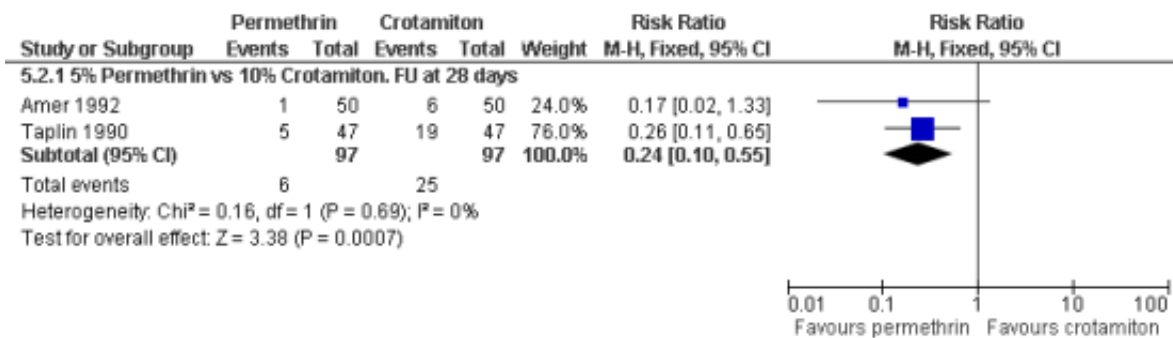 Permethrin Crotamiton Risk Ratio Risk Ratio
Study or Subgroup Events Total Events Total Weight M-H, Fixed, 95% CI M-H, Fixed, 95% CI
5.2.1 5% Permethrin vs 10% Crotamiton. FU at 28 days
Amer 1992 1 50 6 50 24.0% 0.17 [0.02, 1.33]
Taplin 1990 5 47 19 47 76.0% 0.26 [0.11, 0.65]
Subtotal (95% CI) 97 97 100.0% 0.24 [0.10, 0.55]
Total events 6 25
Heterogeneity: Chi² = 0.16, df = 1 (P = 0.69); I² = 0%
Test for overall effect: Z = 3.38 (P = 0.0007)
0.01 0.1 1 10 100
Favours permethrin Favours crotamiton